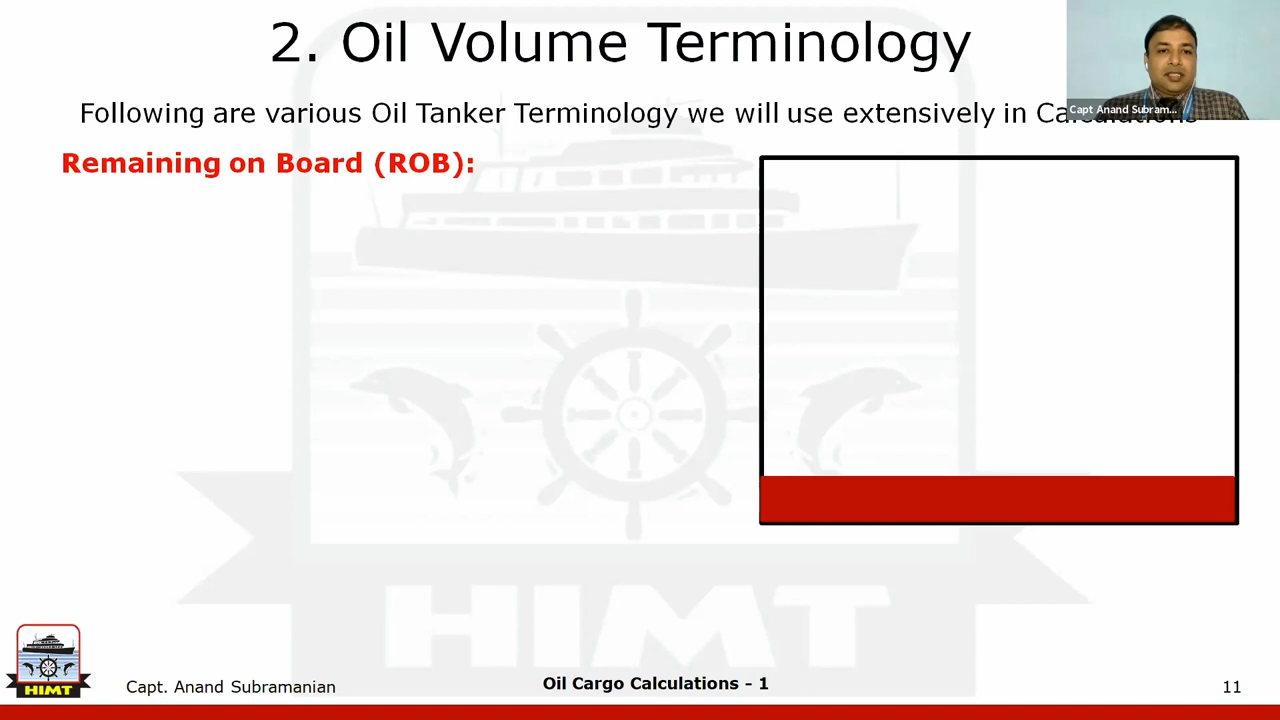 2. Oil Volume Terminology
Capt Anand Subram...
Following are various Oil Tanker Terminology we will use extensively in Calculations
Remaining on Board (ROB):
HIMT
HIMT
Capt. Anand Subramanian
Oil Cargo Calculations - 1
11